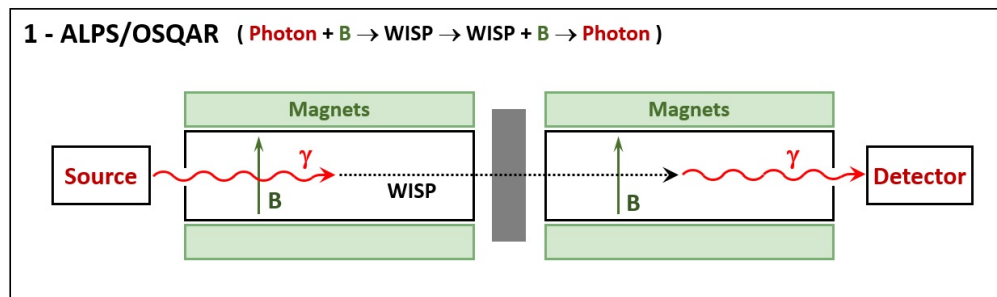 1 - ALPS/OSQAR ( Photon + B → WISP → WISP + B → Photon )
Magnets
Magnets
Source
γ
B
WISP
B
γ
Detector